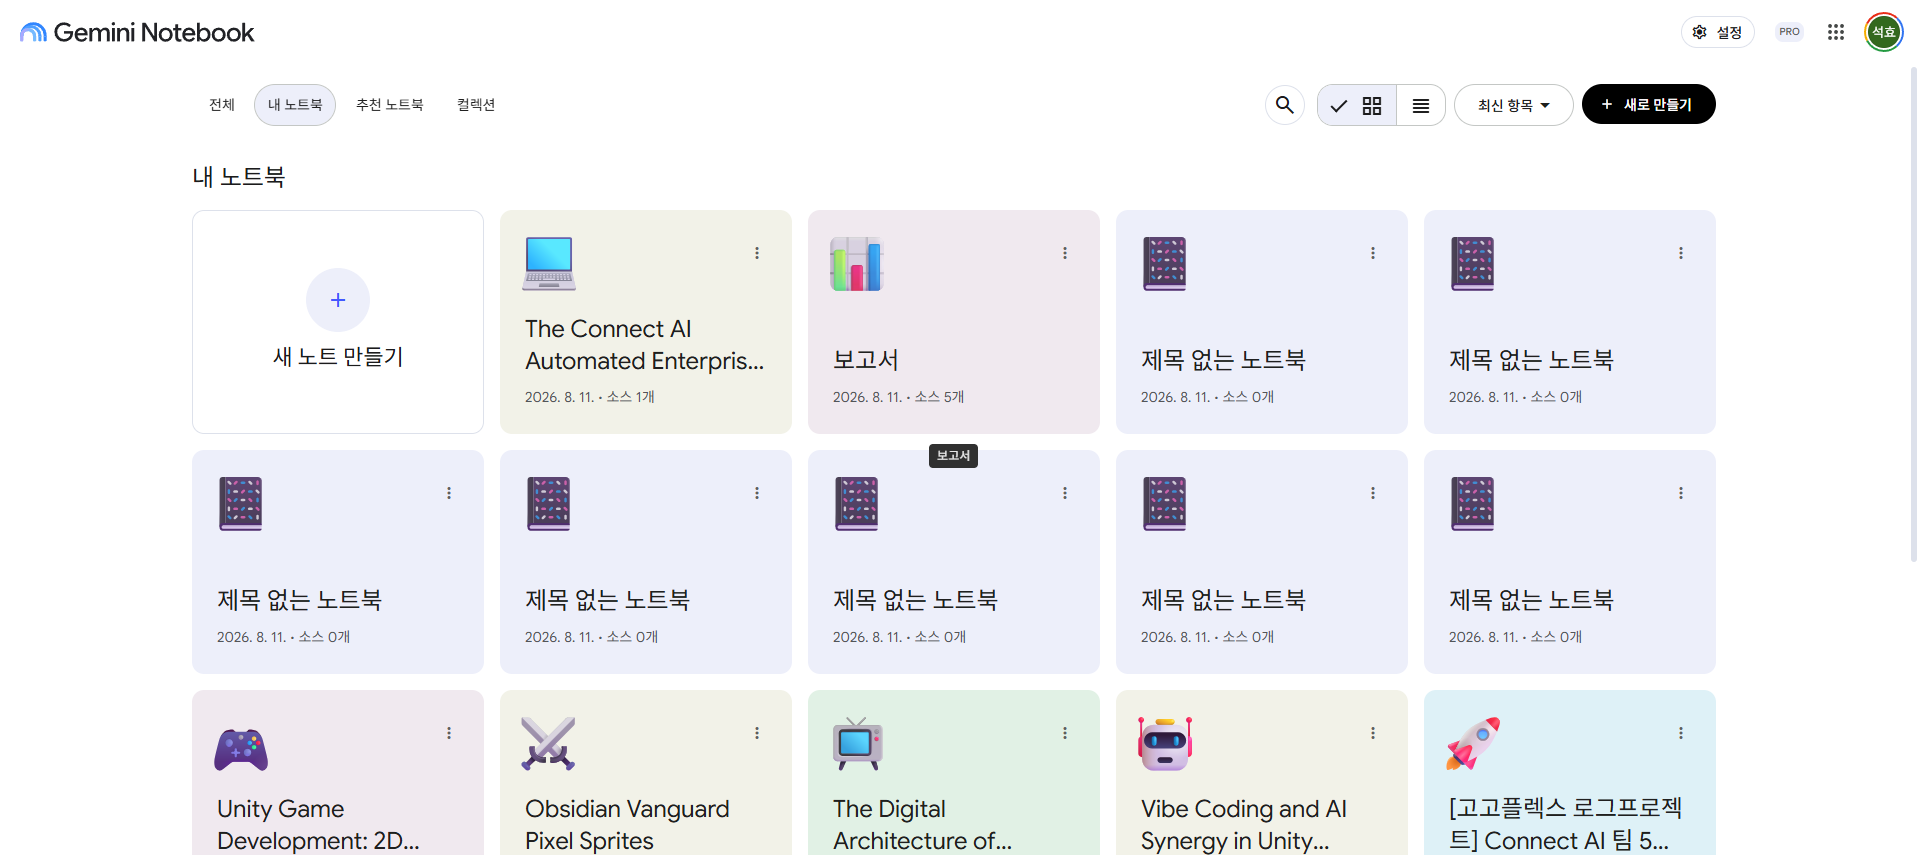 Gemini Notebook
설정
PRO
석효
전체
내 노트북
추천 노트북
컬렉션
최신 항목
+ 새로 만들기
내 노트북
새 노트 만들기
The Connect AI
Automated Enterpris...
2026. 8. 11. • 소스 1개
보고서
2026. 8. 11. • 소스 5개
제목 없는 노트북
2026. 8. 11. • 소스 0개
제목 없는 노트북
2026. 8. 11. • 소스 0개
보고서
제목 없는 노트북
2026. 8. 11. • 소스 0개
제목 없는 노트북
2026. 8. 11. • 소스 0개
제목 없는 노트북
2026. 8. 11. • 소스 0개
제목 없는 노트북
2026. 8. 11. • 소스 0개
제목 없는 노트북
2026. 8. 11. • 소스 0개
Unity Game
Development: 2D...
Obsidian Vanguard
Pixel Sprites
The Digital
Architecture of...
Vibe Coding and AI
Synergy in Unity...
[고고플렉스 로그프로젝
트] Connect AI 팀 5...